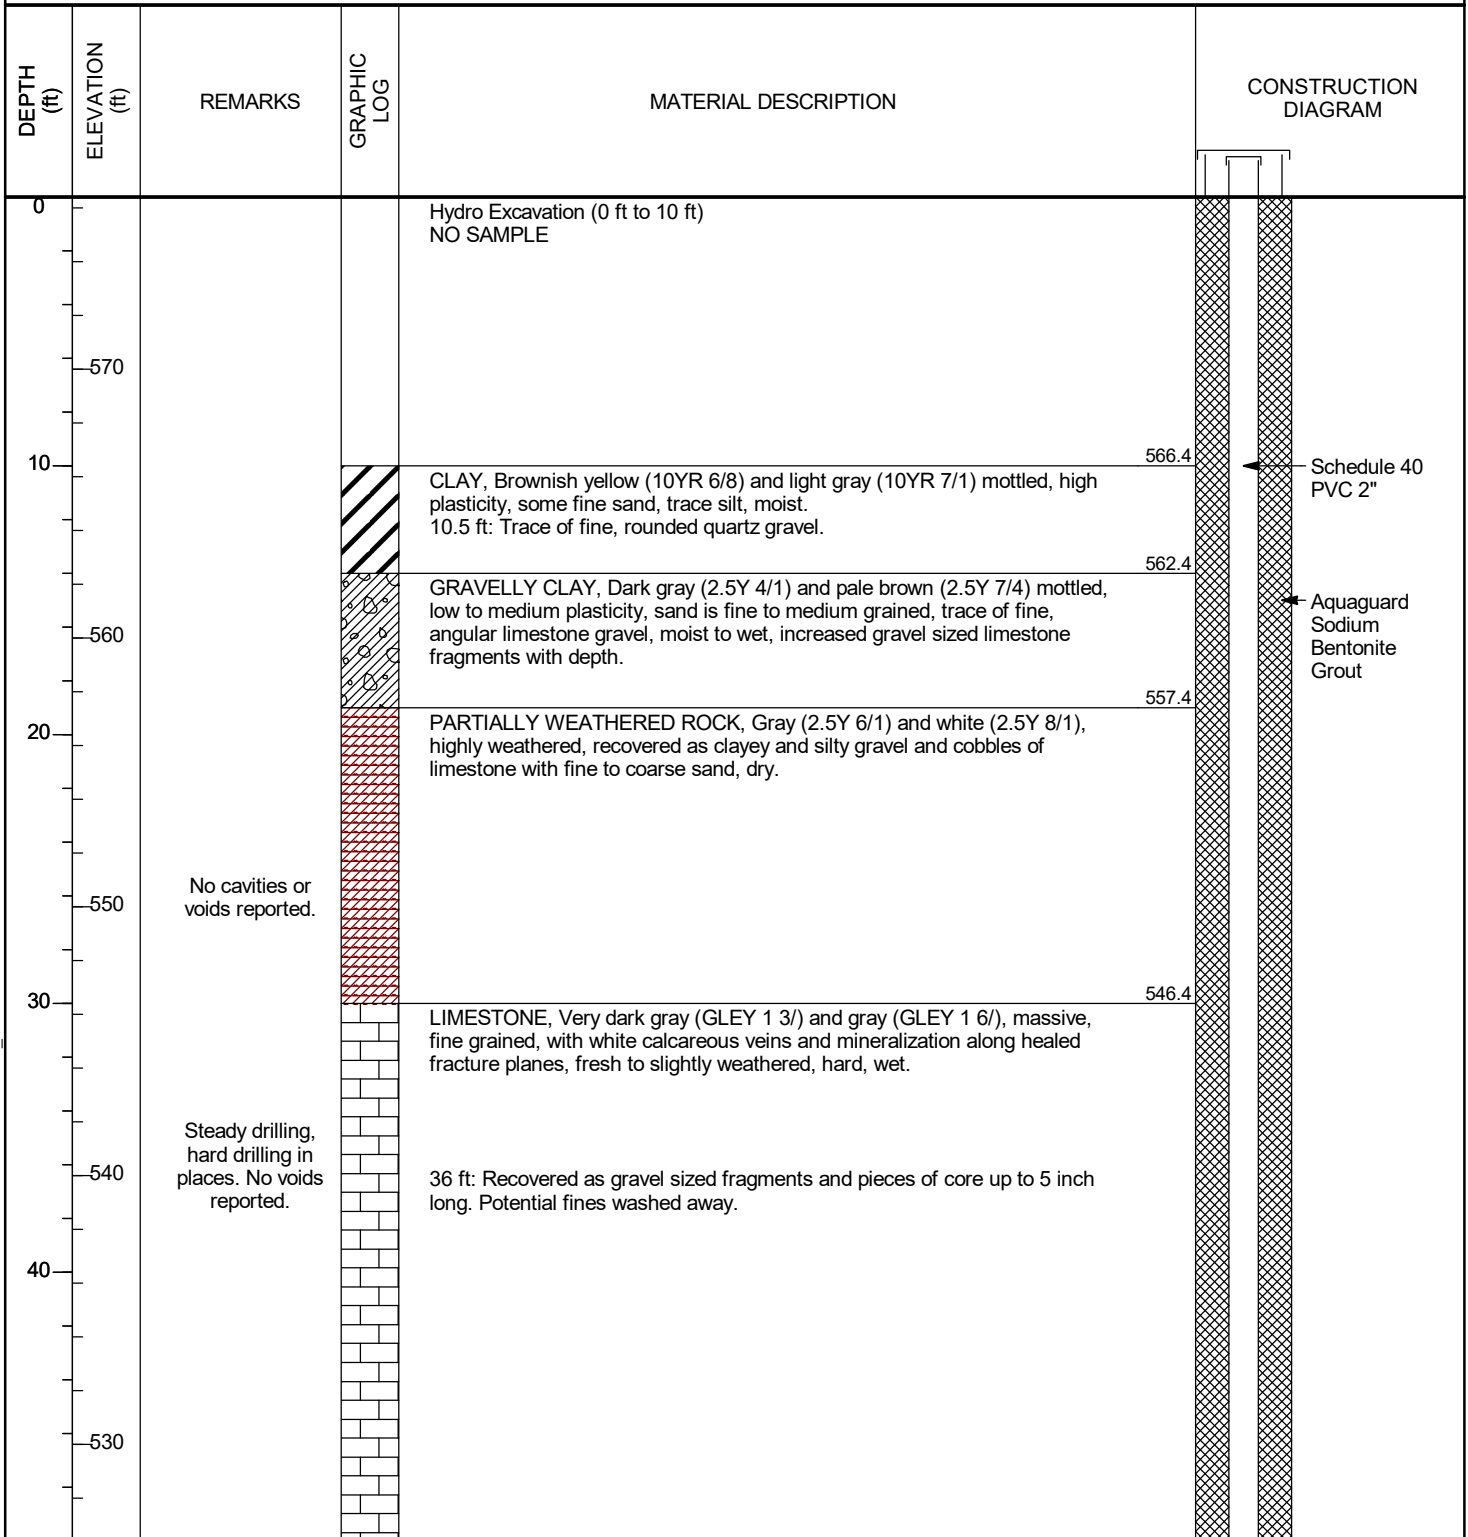 DEPTH
(ft)
ELEVATION
(ft)
REMARKS
GRAPHIC
LOG
MATERIAL DESCRIPTION
CONSTRUCTION
DIAGRAM
0
Hydro Excavation (0 ft to 10 ft)
NO SAMPLE
570
10
566.4
CLAY, Brownish yellow (10YR 6/8) and light gray (10YR 7/1) mottled, high
plasticity, some fine sand, trace silt, moist.
10.5 ft: Trace of fine, rounded quartz gravel.
Schedule 40
PVC 2"
562.4
GRAVELLY CLAY, Dark gray (2.5Y 4/1) and pale brown (2.5Y 7/4) mottled,
low to medium plasticity, sand is fine to medium grained, trace of fine,
angular limestone gravel, moist to wet, increased gravel sized limestone
fragments with depth.
Aquaguard
Sodium
Bentonite
Grout
560
557.4
PARTIALLY WEATHERED ROCK, Gray (2.5Y 6/1) and white (2.5Y 8/1),
highly weathered, recovered as clayey and silty gravel and cobbles of
limestone with fine to coarse sand, dry.
20
No cavities or
voids reported.
550
30
546.4
LIMESTONE, Very dark gray (GLEY 1 3/) and gray (GLEY 1 6/), massive,
fine grained, with white calcareous veins and mineralization along healed
fracture planes, fresh to slightly weathered, hard, wet.
Steady drilling,
hard drilling in
places. No voids
reported.
540
36 ft: Recovered as gravel sized fragments and pieces of core up to 5 inch
long. Potential fines washed away.
40
530